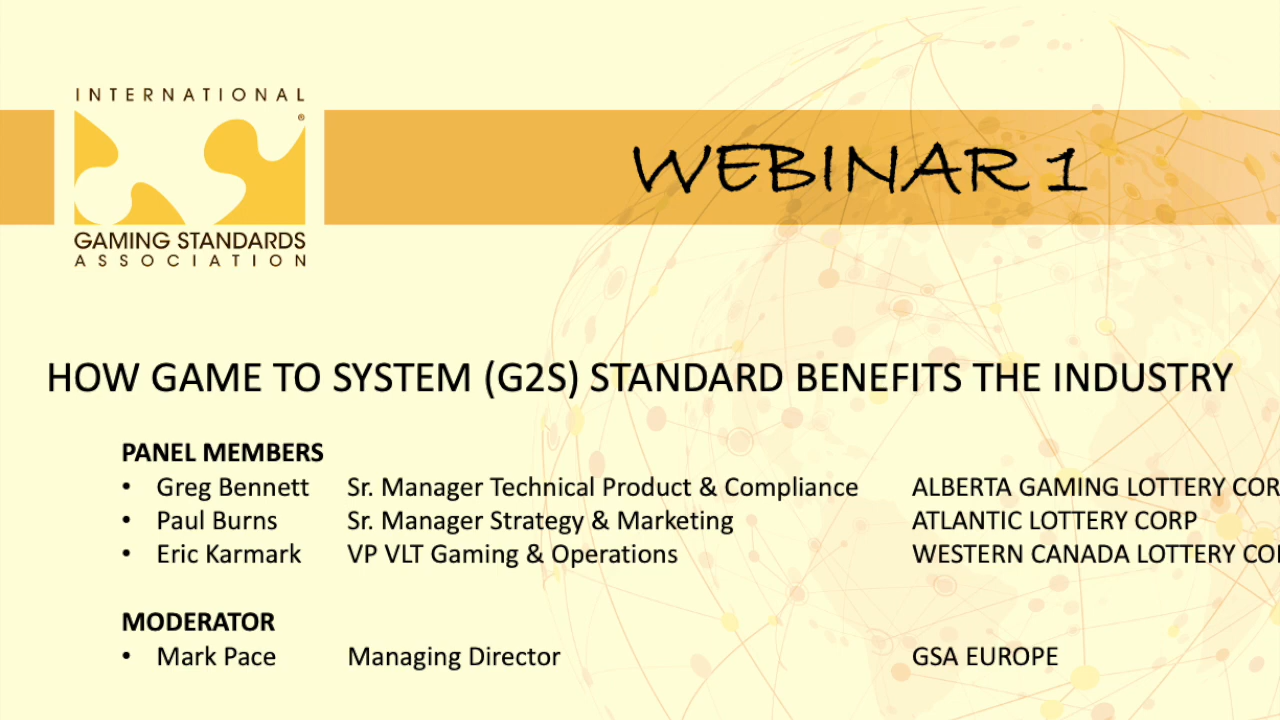 INTERNATIONAL
®
GAMING STANDARDS
ASSOCIATION
WEBINAR 1
HOW GAME TO SYSTEM (G2S) STANDARD BENEFITS THE INDUSTRY
PANEL MEMBERS
• Greg Bennett Sr. Manager Technical Product & Compliance ALBERTA GAMING LOTTERY COR
• Paul Burns Sr. Manager Strategy & Marketing ATLANTIC LOTTERY CORP
• Eric Karmark VP VLT Gaming & Operations WESTERN CANADA LOTTERY CO
MODERATOR
• Mark Pace Managing Director GSA EUROPE